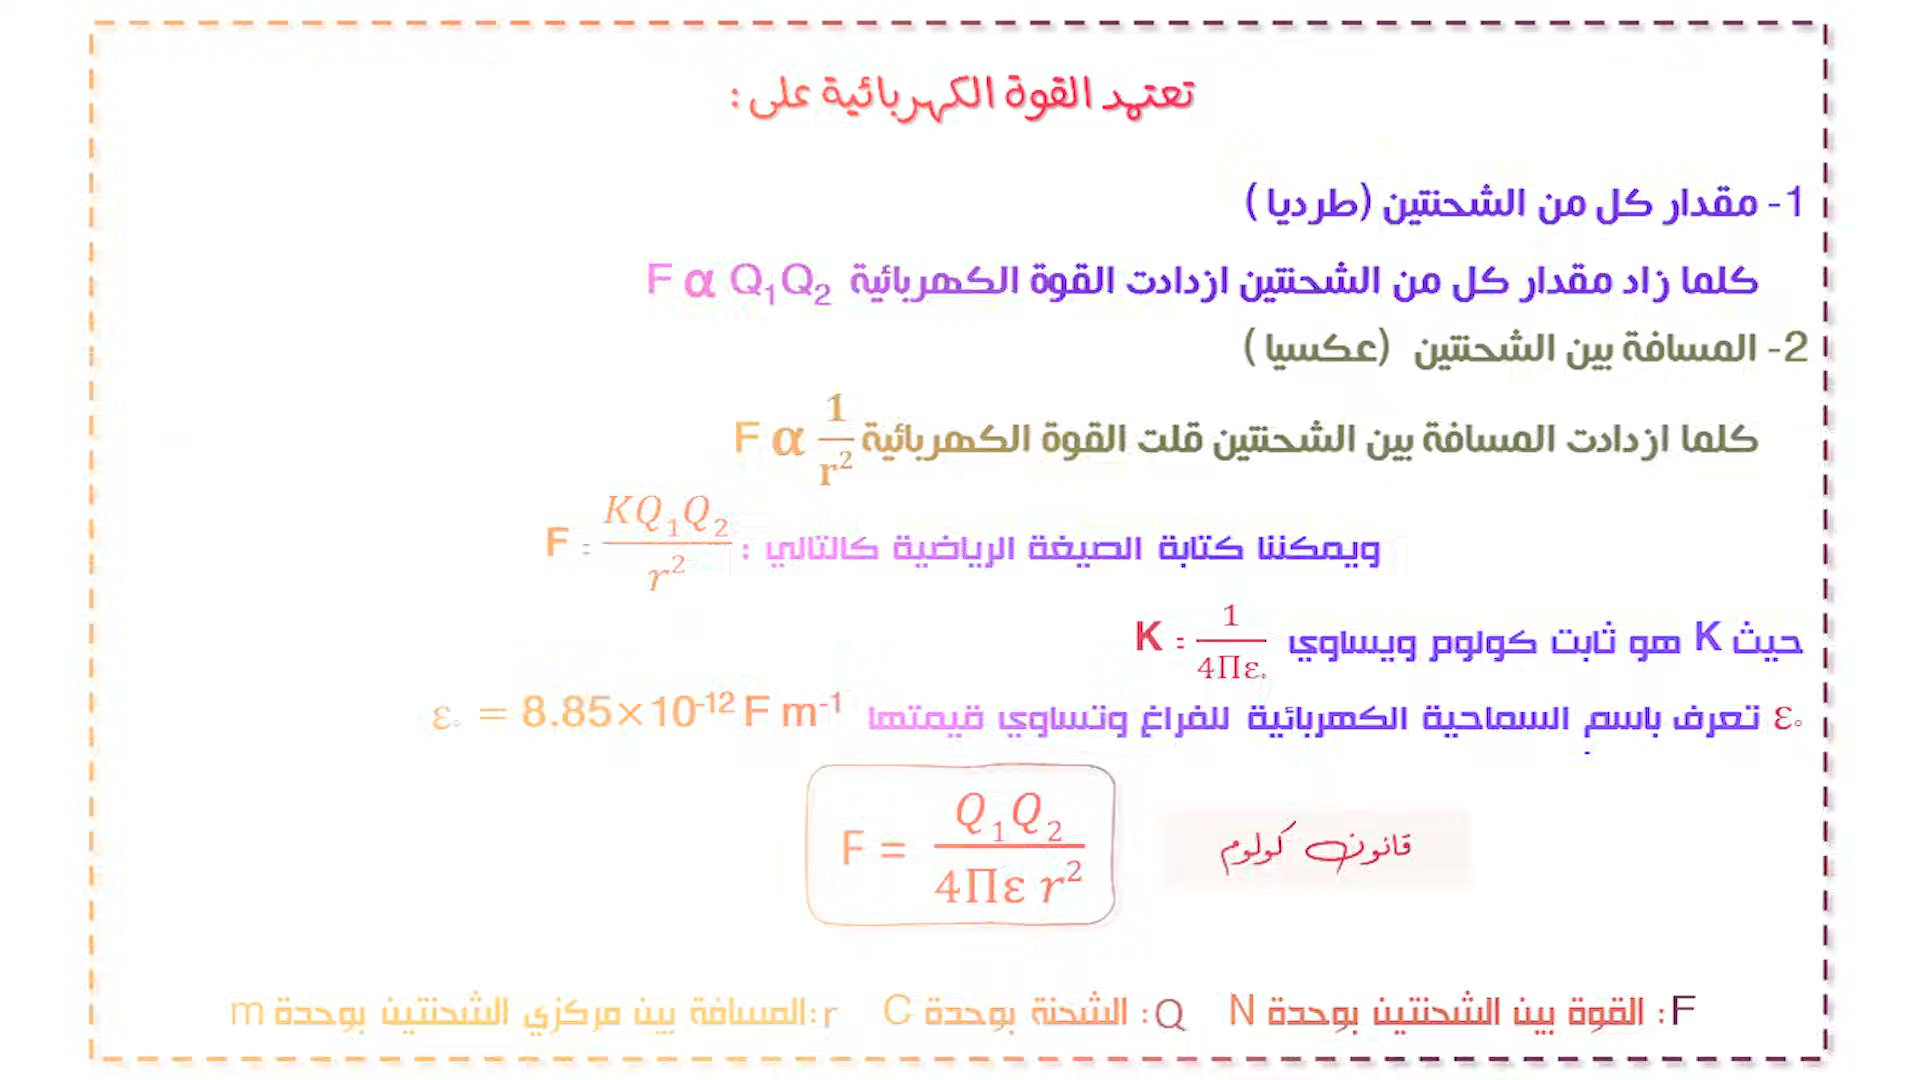 تعتمد القوة الكهربائية على :
1- مقدار كل من الشحنتين (طرديا )
كلما زاد مقدار كل من الشحنتين ازدادت القوة الكهربائية F α Q₁Q₂
2- المسافة بين الشحنتين (عكسيا )
كلما ازدادت المسافة بين الشحنتين قلت القوة الكهربائية F α 1/r²
ويمكننا كتابة الصيغة الرياضية كالتالي : F = KQ₁Q₂/r²
حيث K هو ثابت كولوم ويساوي K = 1/4Πε॰
ε॰ تعرف باسم السماحية الكهربائية للفراغ وتساوي قيمتها ε॰ = 8.85×10⁻¹² F m⁻¹
قانون كولوم F = Q₁Q₂/4Πε r²
F: القوة بين الشحنتين بوحدة N Q: الشحنة بوحدة C r:المسافة بين مركزي الشحنتين بوحدة m